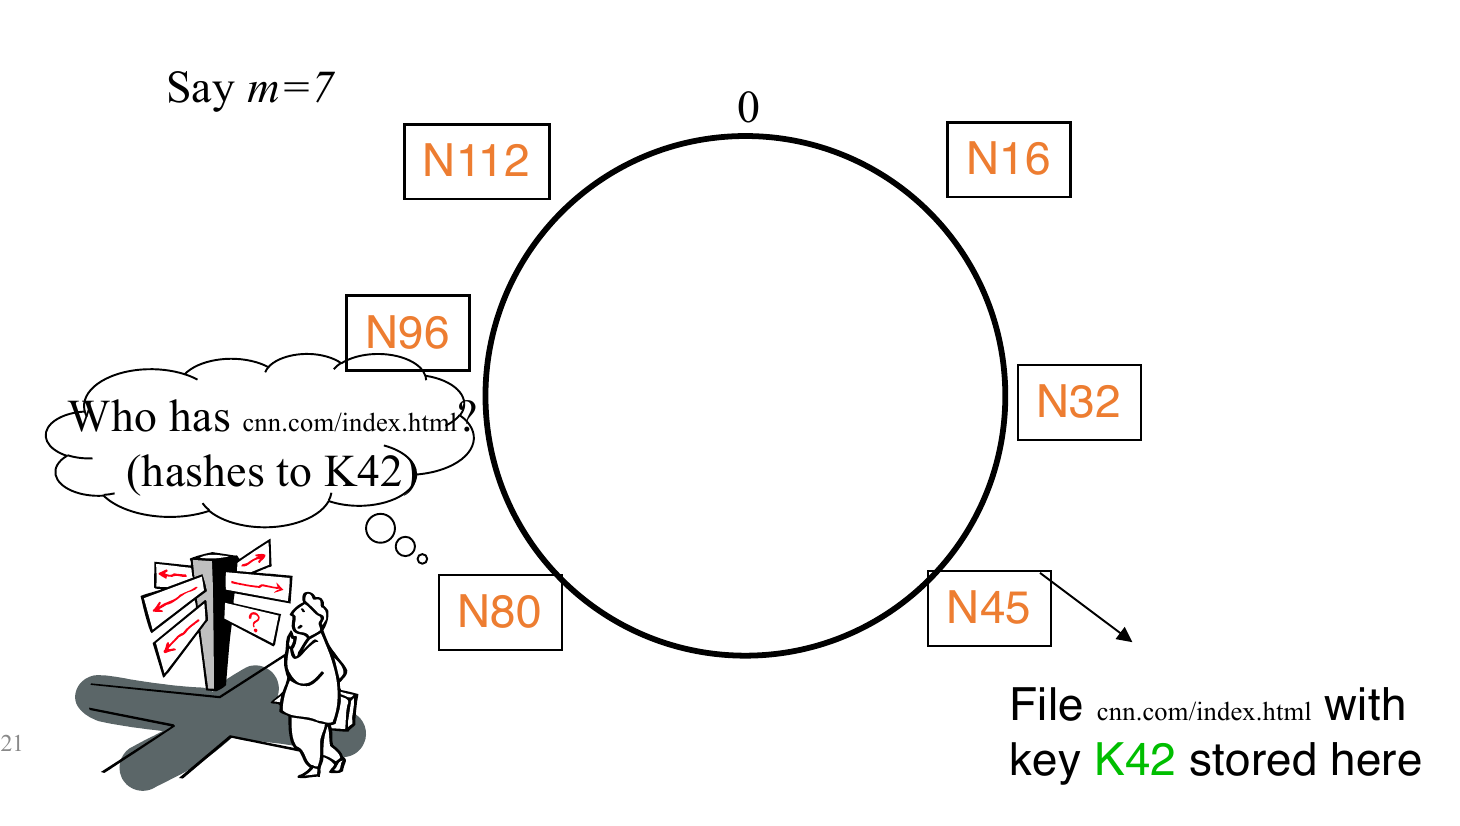 Say m=7
0
N112
N16
N96
N32
Who has cnn.com/index.html?
(hashes to K42)
?
N80
N45
File cnn.com/index.html with
key K42 stored here
21